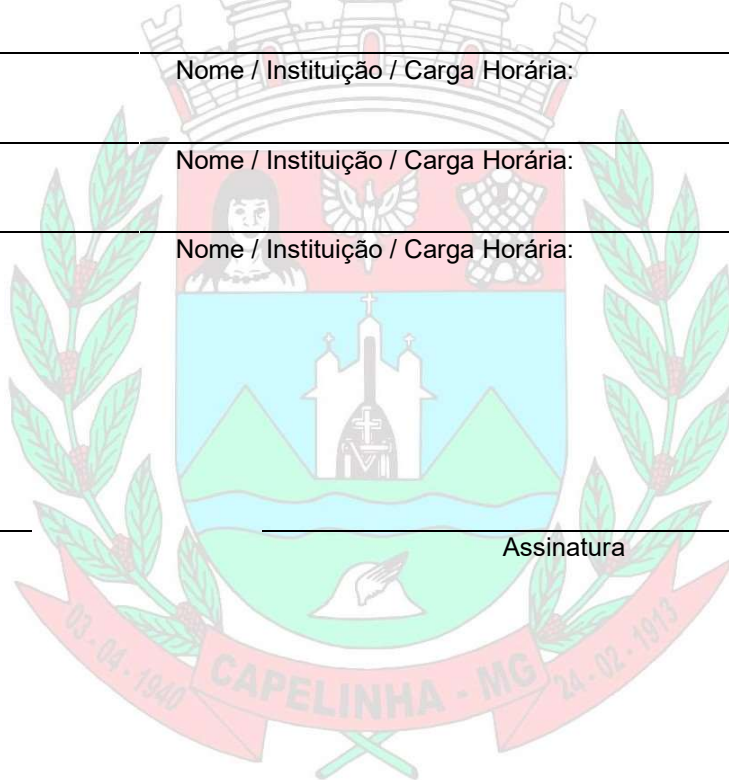 Nome / Instituição / Carga Horária:
Nome / Instituição / Carga Horária:
Nome / Instituição / Carga Horária:
Assinatura
03 - 04 - 1940
CAPELINHA - MG
24 - 02 - 1913